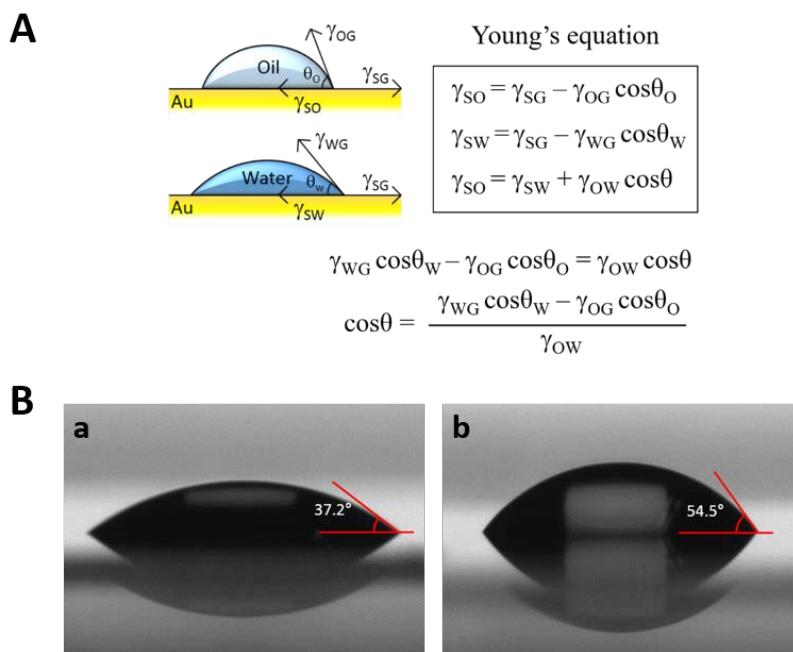 A
γOG
Oil
θO
γSG
Au
γSO
γWG
Water
θw
γSG
Au
γSW
Young's equation
γSO = γSG – γOG cosθO
γSW = γSG – γWG cosθW
γSO = γSW + γOW cosθ
γWG cosθW – γOG cosθO = γOW cosθ
cosθ = γWG cosθW – γOG cosθO / γOW
B
a
37.2°
b
54.5°